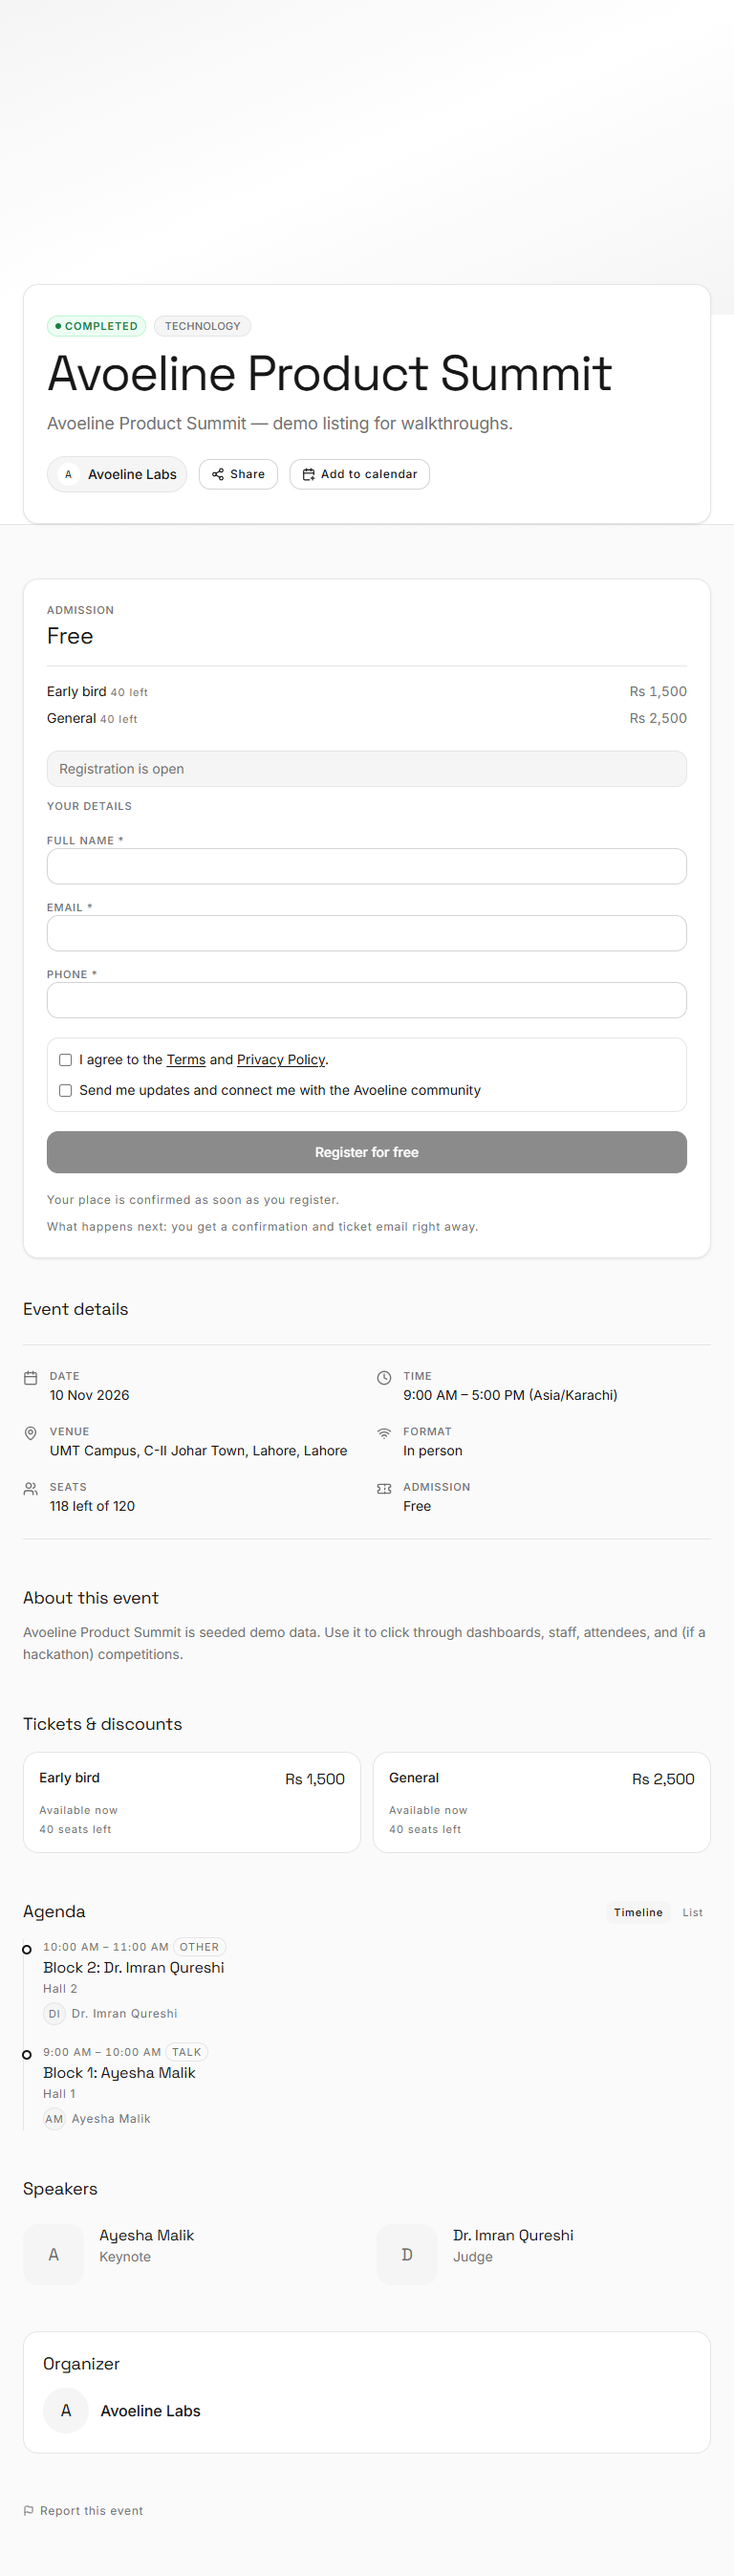 COMPLETED
TECHNOLOGY
Avoeline Product Summit
Avoeline Product Summit — demo listing for walkthroughs.
A
Avoeline Labs
Share
Add to calendar
ADMISSION
Free
Early bird 40 left
Rs 1,500
General 40 left
Rs 2,500
Registration is open
YOUR DETAILS
FULL NAME *
EMAIL *
PHONE *
I agree to the Terms and Privacy Policy.
Send me updates and connect me with the Avoeline community
Register for free
Your place is confirmed as soon as you register.
What happens next: you get a confirmation and ticket email right away.
Event details
DATE
10 Nov 2026
TIME
9:00 AM – 5:00 PM (Asia/Karachi)
VENUE
UMT Campus, C-II Johar Town, Lahore, Lahore
FORMAT
In person
SEATS
118 left of 120
ADMISSION
Free
About this event
Avoeline Product Summit is seeded demo data. Use it to click through dashboards, staff, attendees, and (if a
hackathon) competitions.
Tickets & discounts
Early bird
Rs 1,500
Available now
40 seats left
General
Rs 2,500
Available now
40 seats left
Agenda
Timeline
List
10:00 AM – 11:00 AM OTHER
Block 2: Dr. Imran Qureshi
Hall 2
DI Dr. Imran Qureshi
9:00 AM – 10:00 AM TALK
Block 1: Ayesha Malik
Hall 1
AM Ayesha Malik
Speakers
A
Ayesha Malik
Keynote
D
Dr. Imran Qureshi
Judge
Organizer
A
Avoeline Labs
Report this event